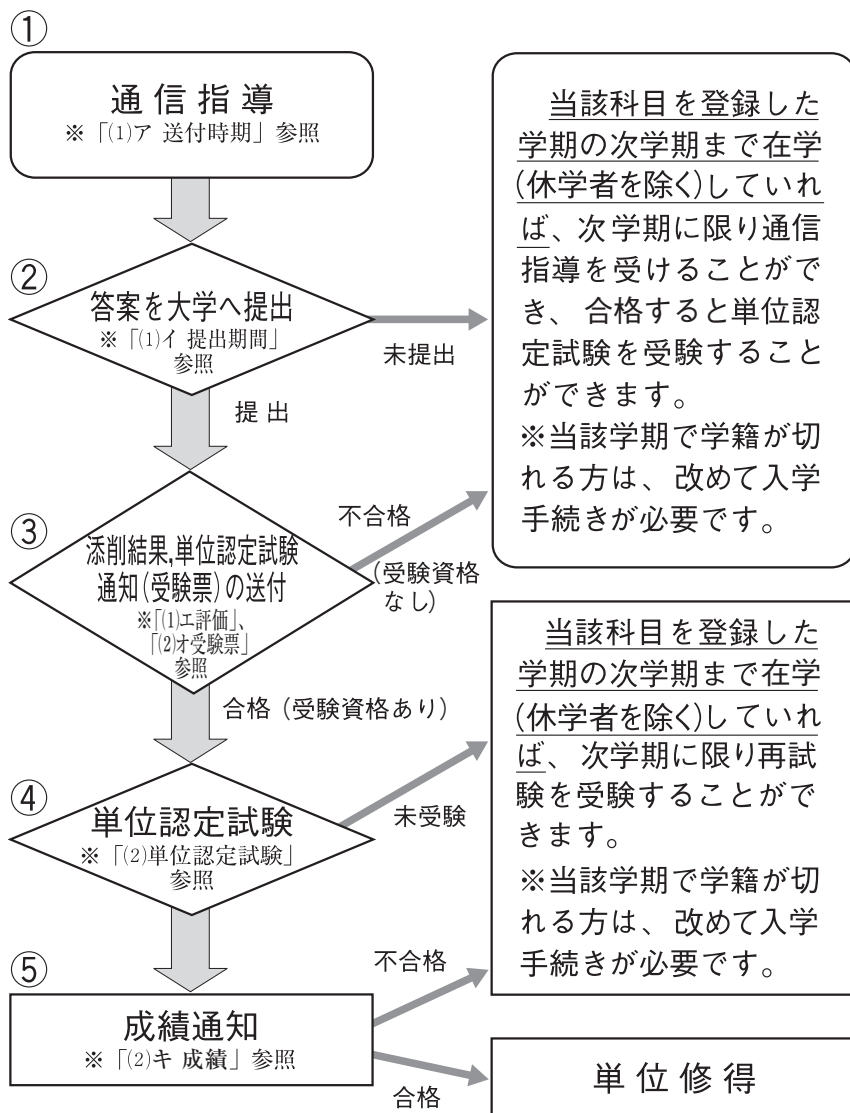 ①
通信指導
※「(1)ア 送付時期」参照
②
答案を大学へ提出
※「(1)イ 提出期間」
参照
未提出
提 出
当該科目を登録した
学期の次学期まで在学
(休学者を除く)していれ
ば、次学期に限り通信
指導を受けることがで
き、合格すると単位認
定試験を受験すること
ができます。
※当該学期で学籍が切
れる方は、改めて入学
手続きが必要です。
③
添削結果,単位認定試験
通知(受験票)の送付
※「(1)エ評価」、
「(2)オ受験票」
参照
不合格
(受験資格
なし)
合格(受験資格あり)
④
単位認定試験
※「(2)単位認定試験」
参照
未受験
当該科目を登録した
学期の次学期まで在学
(休学者を除く)していれ
ば、次学期に限り再試
験を受験することがで
きます。
※当該学期で学籍が切
れる方は、改めて入学
手続きが必要です。
⑤
成績通知
※「(2)キ 成績」参照
不合格
合格
単位修得